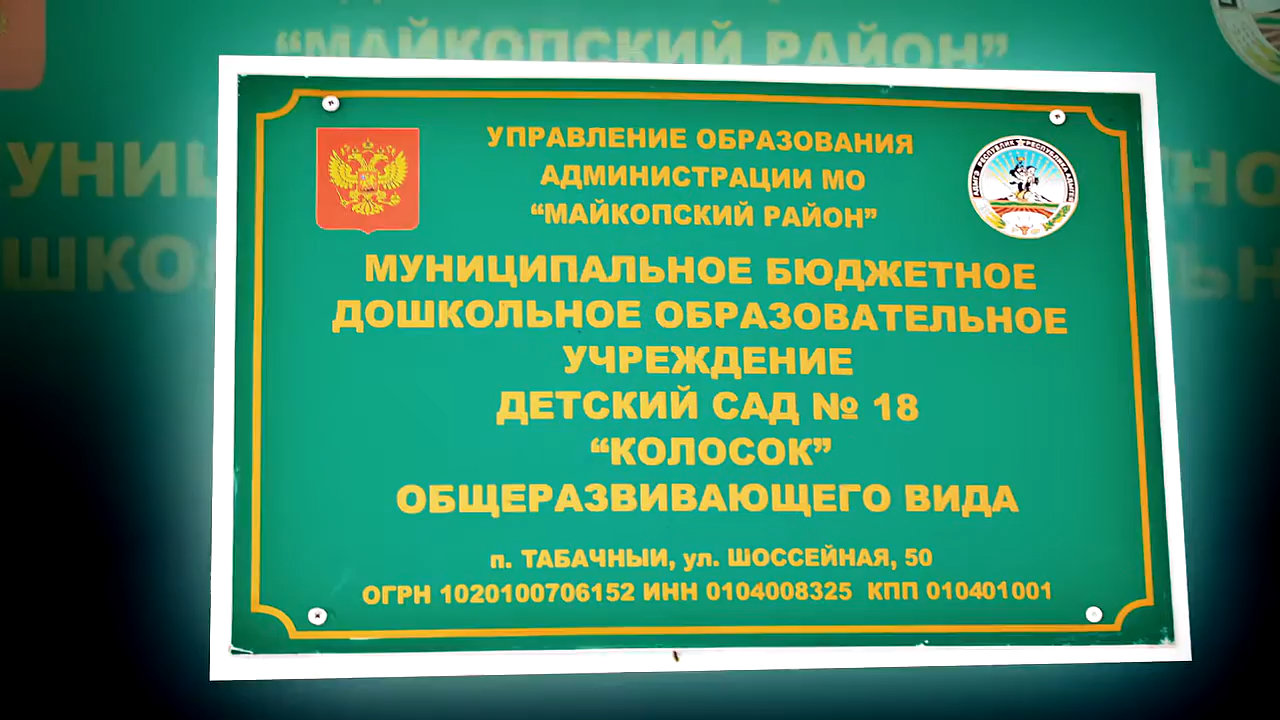 УПРАВЛЕНИЕ ОБРАЗОВАНИЯ
АДМИНИСТРАЦИИ МО
“МАЙКОПСКИЙ РАЙОН”
МУНИЦИПАЛЬНОЕ БЮДЖЕТНОЕ
ДОШКОЛЬНОЕ ОБРАЗОВАТЕЛЬНОЕ
УЧРЕЖДЕНИЕ
ДЕТСКИЙ САД № 18
“КОЛОСОК”
ОБЩЕРАЗВИВАЮЩЕГО ВИДА
п. ТАБАЧНЫИ, ул. ШОССЕЙНАЯ, 50
ОГРН 1020100706152 ИНН 0104008325 КПП 010401001